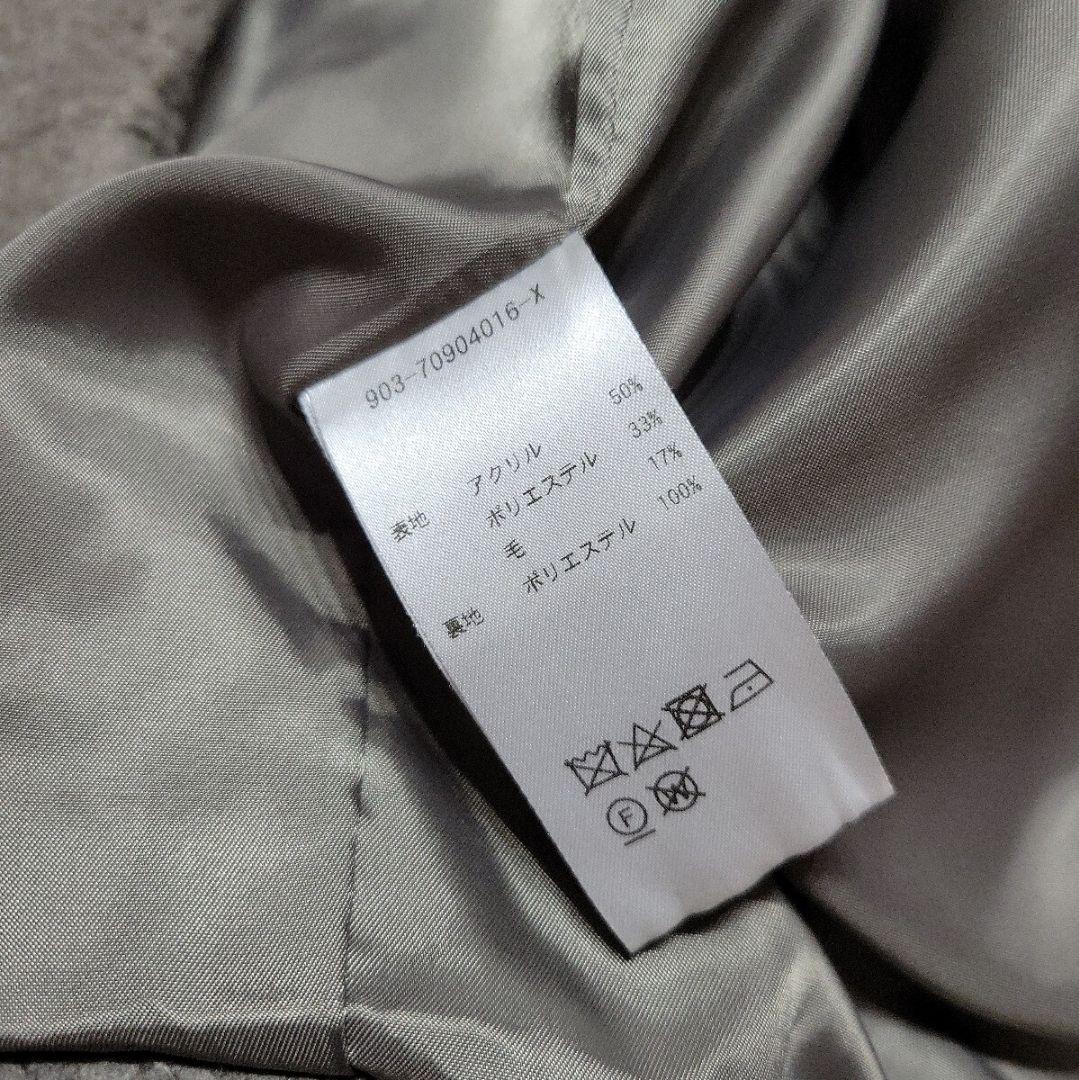 903-70904016-X
表地 アクリル 50%
ポリエステル 33%
毛 17%
裏地 ポリエステル 100%
F W